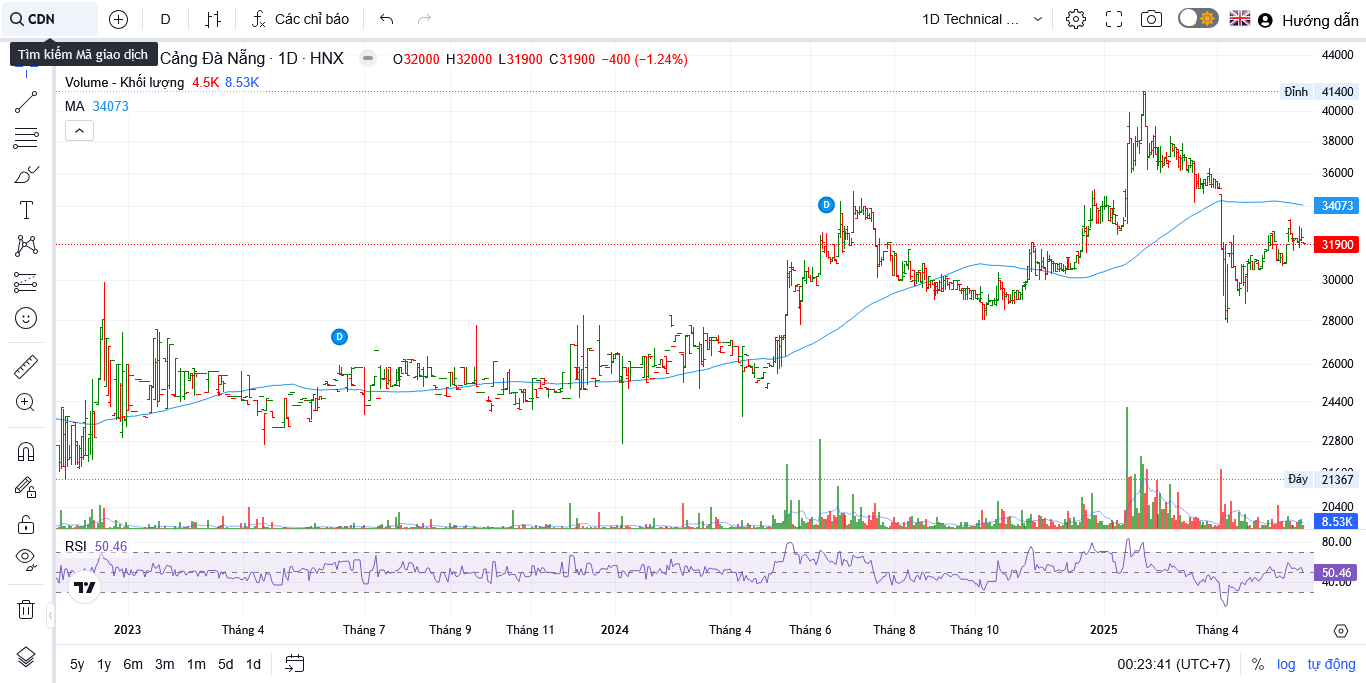 CDN
D
Các chỉ báo
1D Technical ...
Hướng dẫn
Tìm kiếm Mã giao dịch
Cảng Đà Nẵng · 1D · HNX
O32000 H32000 L31900 C31900 −400 (−1.24%)
Volume - Khối lượng 4.5K 8.53K
MA 34073
44000
Đỉnh 41400
40000
38000
36000
34073
31900
30000
28000
26000
24400
22800
Đáy 21367
20400
8.53K
D
D
RSI 50.46
80.00
50.46
40.00
2023
Tháng 4
Tháng 7
Tháng 9
Tháng 11
2024
Tháng 4
Tháng 6
Tháng 8
Tháng 10
2025
Tháng 4
5y 1y 6m 3m 1m 5d 1d
00:23:41 (UTC+7)
% log tự động